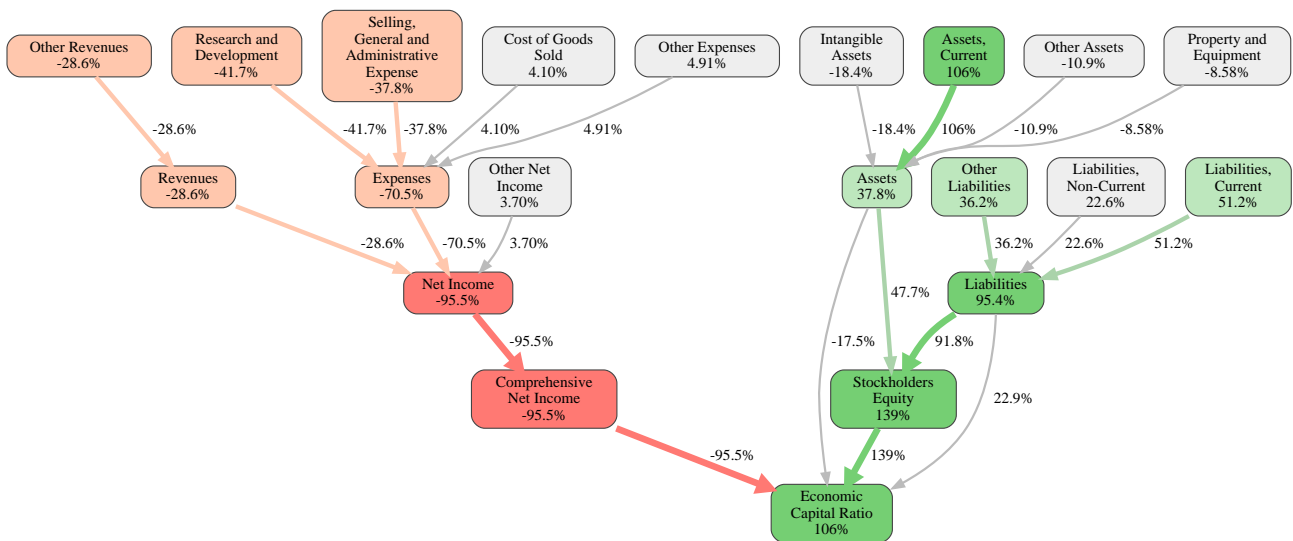 Other Revenues
-28.6%
Research and
Development
-41.7%
Selling,
General and
Administrative
Expense
-37.8%
Cost of Goods
Sold
4.10%
Other Expenses
4.91%
Intangible
Assets
-18.4%
Assets,
Current
106%
Other Assets
-10.9%
Property and
Equipment
-8.58%
-28.6%
-41.7%
-37.8%
4.10%
4.91%
-18.4%
106%
-10.9%
-8.58%
Revenues
-28.6%
Expenses
-70.5%
Other Net
Income
3.70%
Assets
37.8%
Other
Liabilities
36.2%
Liabilities,
Non-Current
22.6%
Liabilities,
Current
51.2%
-28.6%
-70.5%
3.70%
36.2%
22.6%
51.2%
Net Income
-95.5%
47.7%
Liabilities
95.4%
-95.5%
-17.5%
91.8%
Comprehensive
Net Income
-95.5%
Stockholders
Equity
139%
22.9%
-95.5%
139%
Economic
Capital Ratio
106%